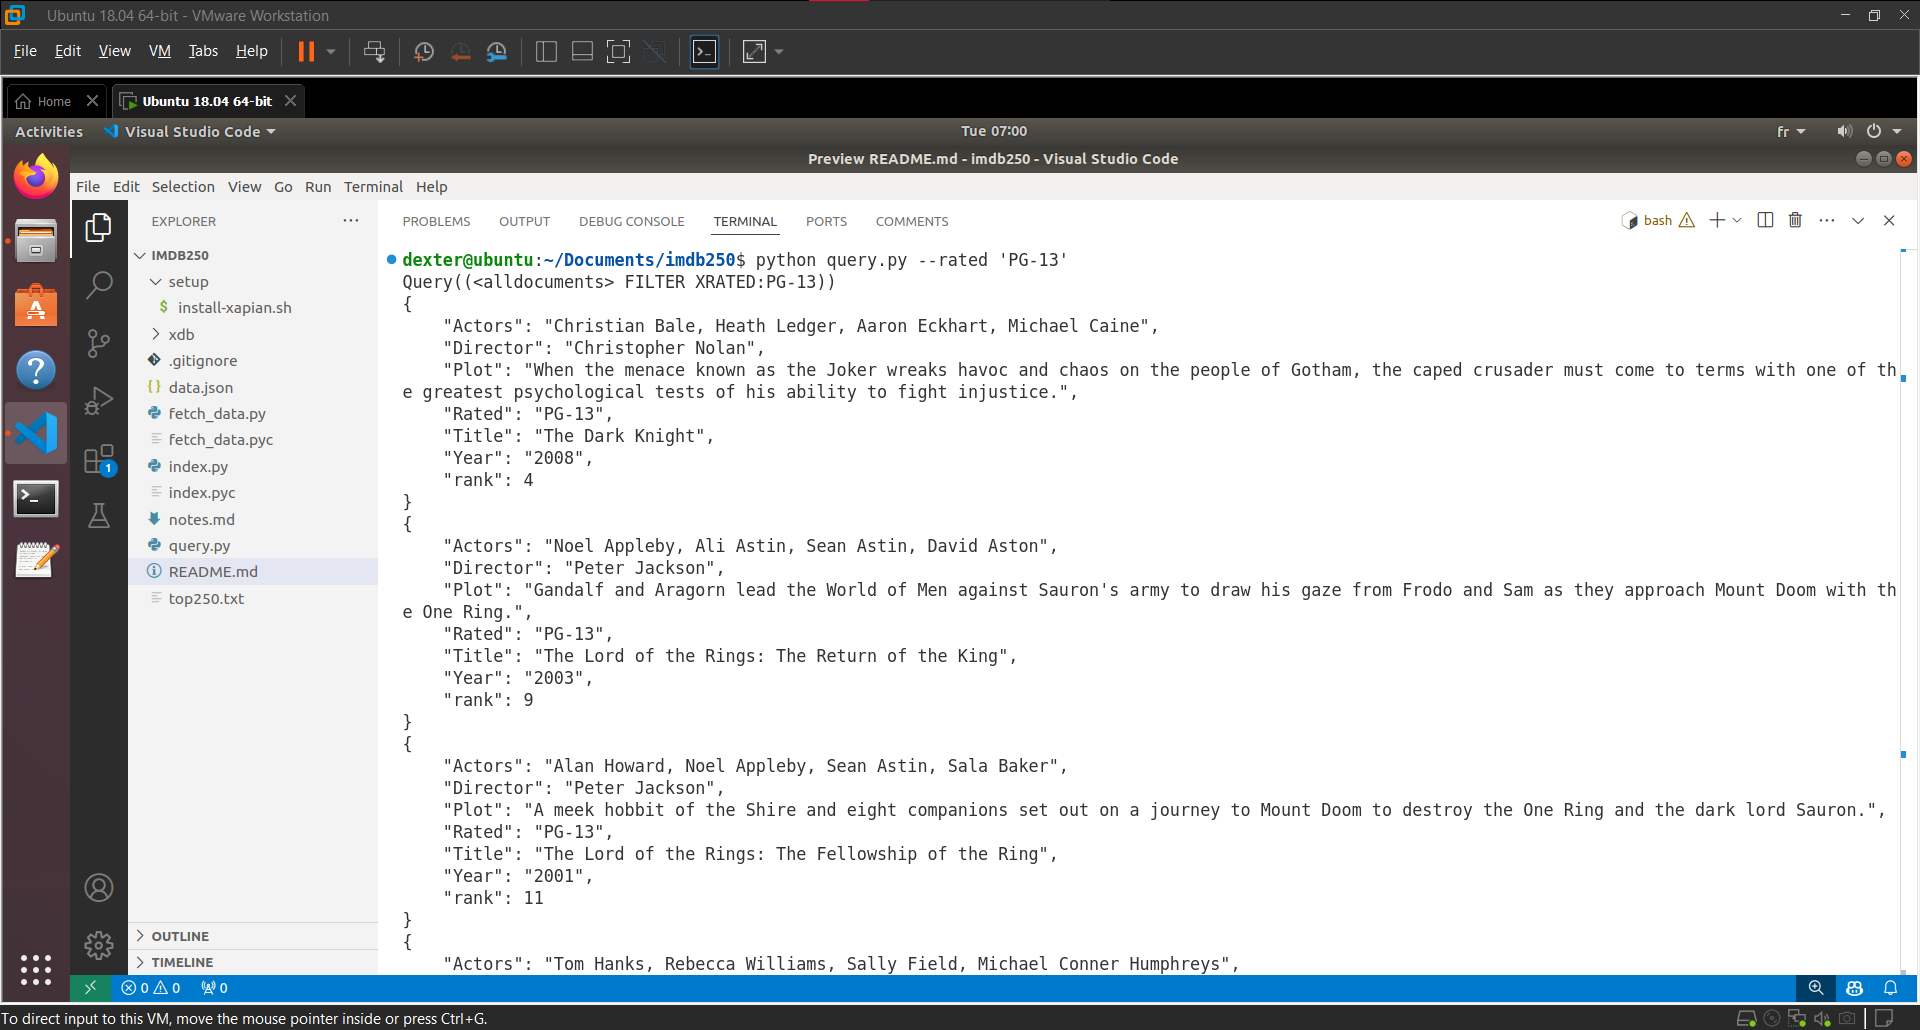 Ubuntu 18.04 64-bit - VMware Workstation
File Edit View VM Tabs Help
Home Ubuntu 18.04 64-bit
Activities Visual Studio Code Tue 07:00 fr
Preview README.md - imdb250 - Visual Studio Code
File Edit Selection View Go Run Terminal Help
EXPLORER
IMDB250
setup
$ install-xapian.sh
xdb
.gitignore
{} data.json
fetch_data.py
fetch_data.pyc
index.py
index.pyc
notes.md
query.py
README.md
top250.txt
OUTLINE
TIMELINE
1
PROBLEMS OUTPUT DEBUG CONSOLE TERMINAL PORTS COMMENTS bash
dexter@ubuntu:~/Documents/imdb250$ python query.py --rated 'PG-13'
Query((<alldocuments> FILTER XRATED:PG-13))
{
"Actors": "Christian Bale, Heath Ledger, Aaron Eckhart, Michael Caine",
"Director": "Christopher Nolan",
"Plot": "When the menace known as the Joker wreaks havoc and chaos on the people of Gotham, the caped crusader must come to terms with one of th
e greatest psychological tests of his ability to fight injustice.",
"Rated": "PG-13",
"Title": "The Dark Knight",
"Year": "2008",
"rank": 4
}
{
"Actors": "Noel Appleby, Ali Astin, Sean Astin, David Aston",
"Director": "Peter Jackson",
"Plot": "Gandalf and Aragorn lead the World of Men against Sauron's army to draw his gaze from Frodo and Sam as they approach Mount Doom with th
e One Ring.",
"Rated": "PG-13",
"Title": "The Lord of the Rings: The Return of the King",
"Year": "2003",
"rank": 9
}
{
"Actors": "Alan Howard, Noel Appleby, Sean Astin, Sala Baker",
"Director": "Peter Jackson",
"Plot": "A meek hobbit of the Shire and eight companions set out on a journey to Mount Doom to destroy the One Ring and the dark lord Sauron.",
"Rated": "PG-13",
"Title": "The Lord of the Rings: The Fellowship of the Ring",
"Year": "2001",
"rank": 11
}
{
"Actors": "Tom Hanks, Rebecca Williams, Sally Field, Michael Conner Humphreys",
0 0 0
To direct input to this VM, move the mouse pointer inside or press Ctrl+G.